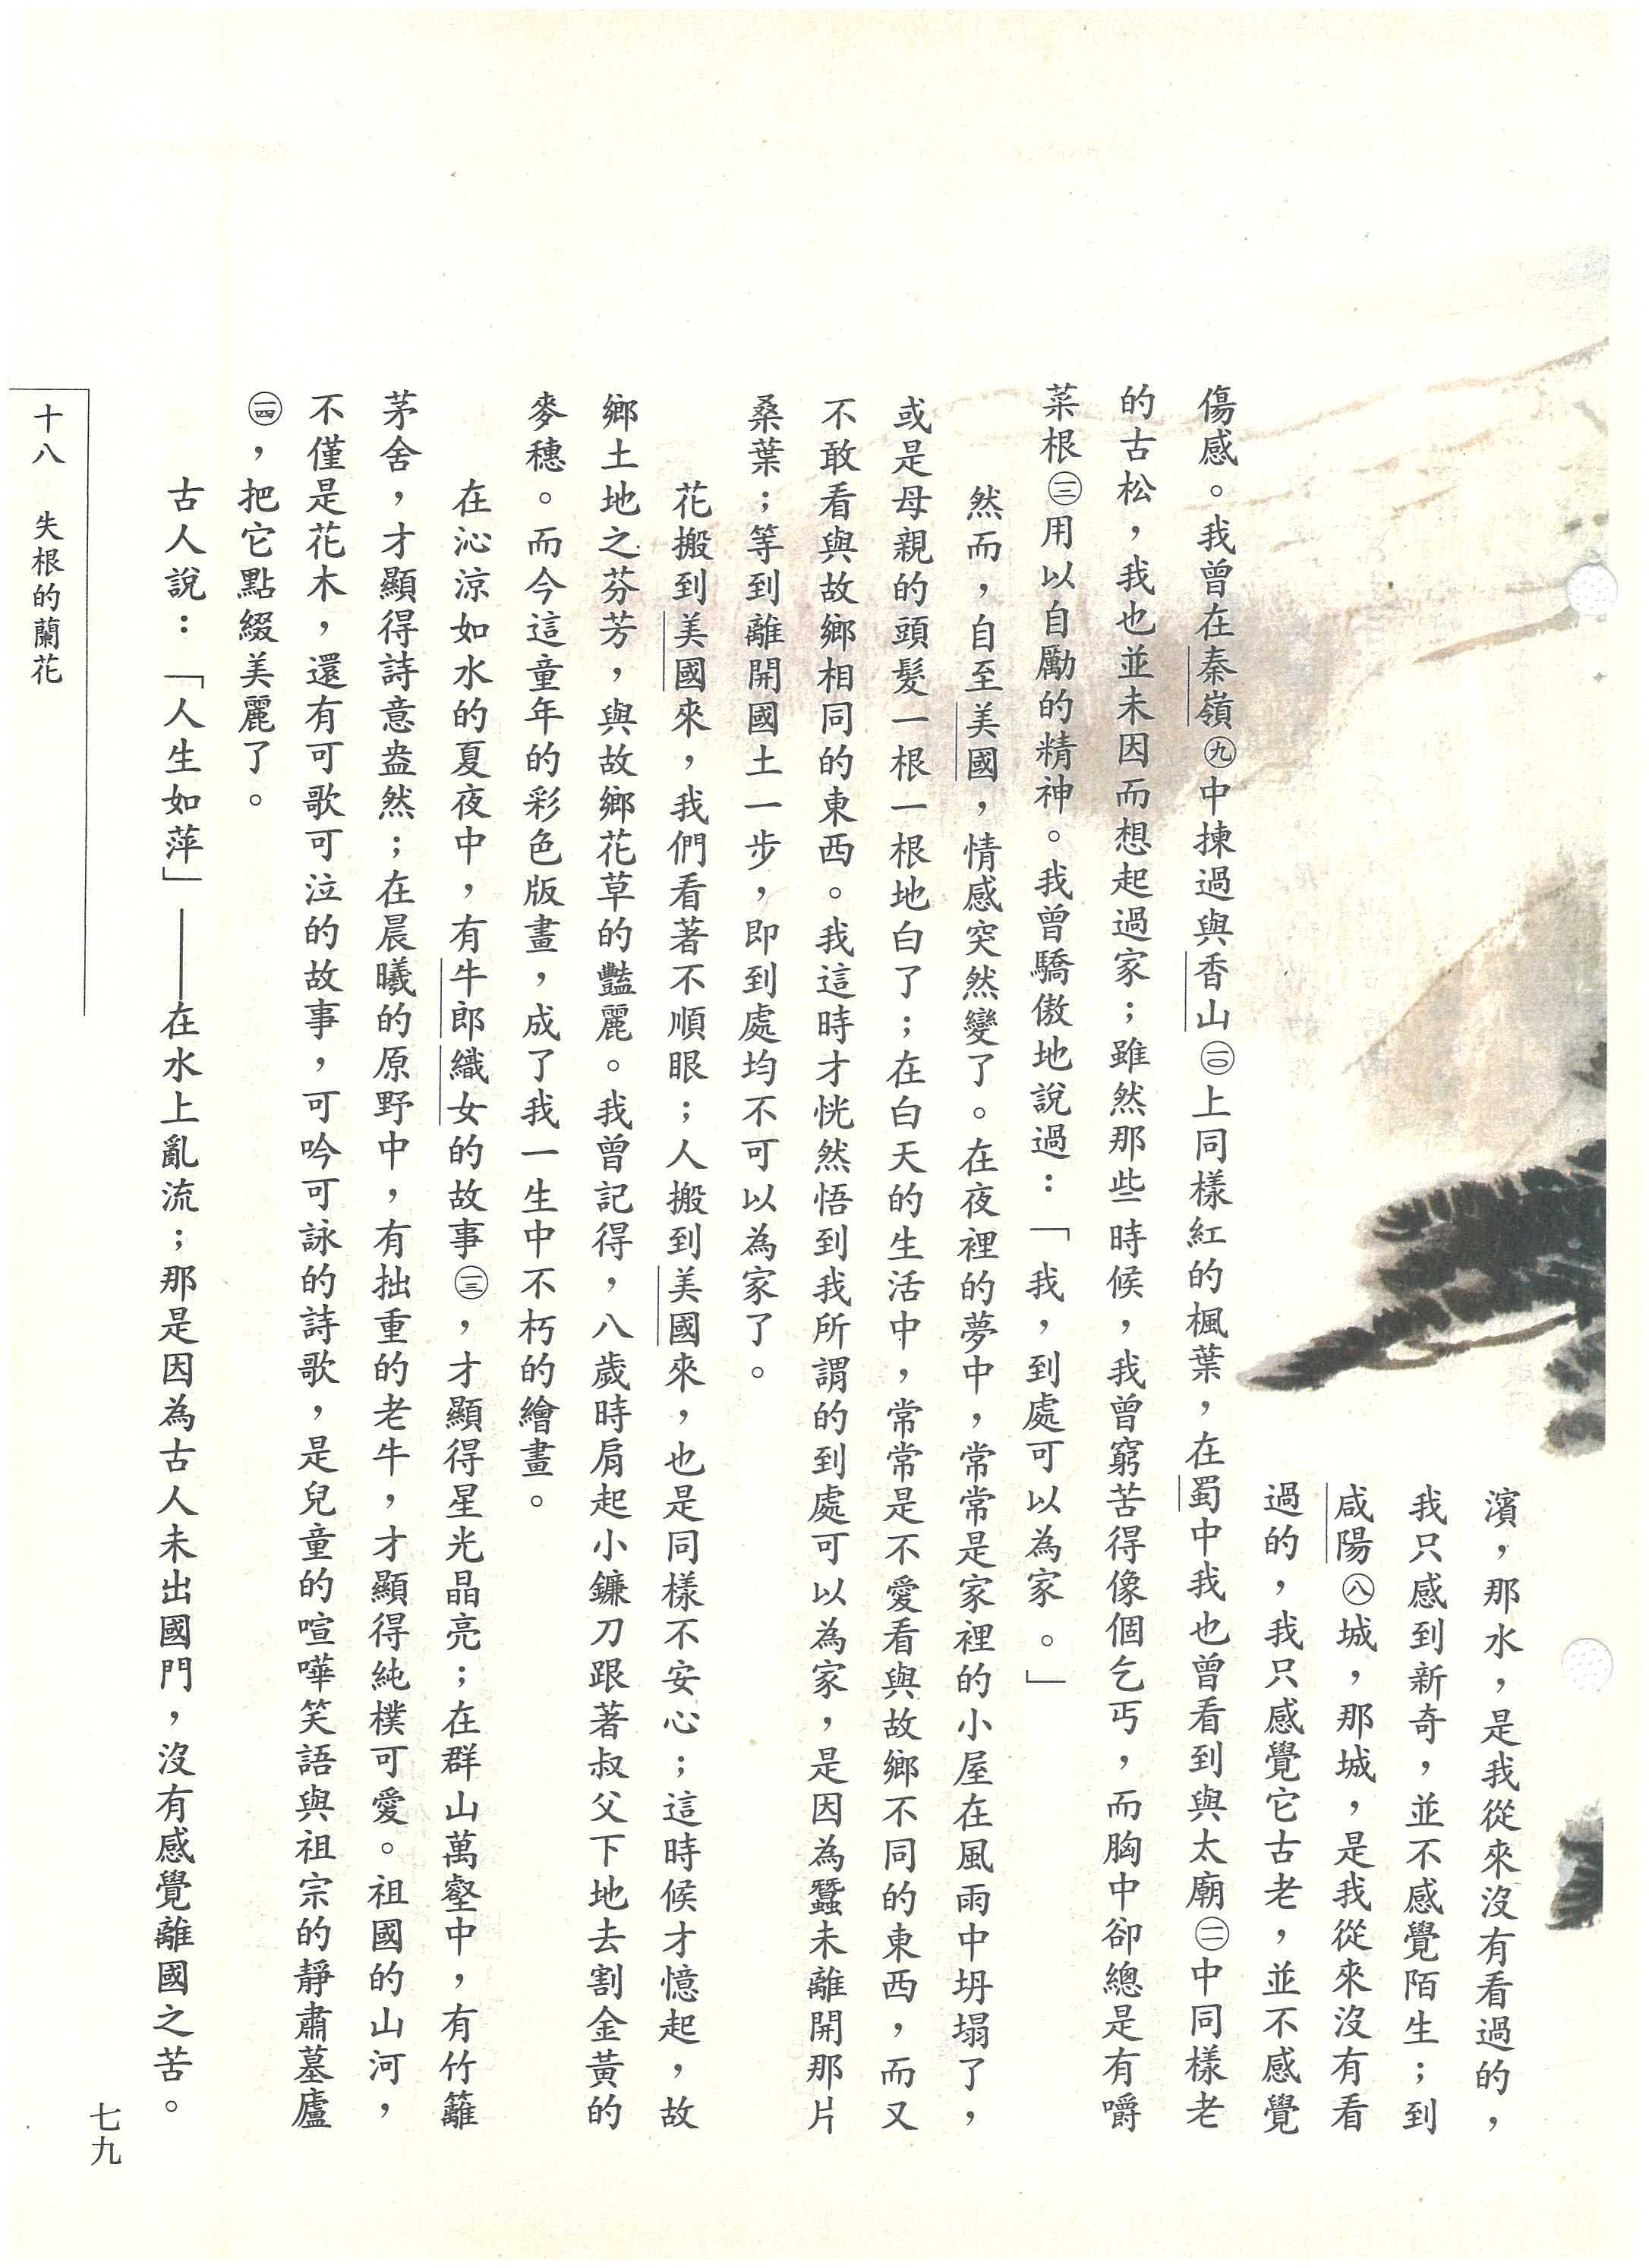 濱，那水，是我從來沒有看過的，
我只感到新奇，並不感覺陌生；到
咸陽㊇城，那城，是我從來沒有看
過的，我只感覺它古老，並不感覺
傷感。我曾在秦嶺㊈中揀過與香山㊀〇上同樣紅的楓葉，在蜀中我也曾看到與太廟㊀一中同樣老
的古松，我也並未因而想起過家；雖然那些時候，我曾窮苦得像個乞丐，而胸中卻總是有嚼
菜根㊀二用以自勵的精神。我曾驕傲地說過：「我，到處可以為家。」
然而，自至美國，情感突然變了。在夜裡的夢中，常常是家裡的小屋在風雨中坍塌了，
或是母親的頭髮一根一根地白了；在白天的生活中，常常是不愛看與故鄉不同的東西，而又
不敢看與故鄉相同的東西。我這時才恍然悟到我所謂的到處可以為家，是因為蠶未離開那片
桑葉；等到離開國土一步，即到處均不可以為家了。
花搬到美國來，我們看著不順眼；人搬到美國來，也是同樣不安心；這時候才憶起，故
鄉土地之芬芳，與故鄉花草的豔麗。我曾記得，八歲時肩起小鐮刀跟著叔父下地去割金黃的
麥穗。而今這童年的彩色版畫，成了我一生中不朽的繪畫。
在沁涼如水的夏夜中，有牛郎織女的故事㊀三，才顯得星光晶亮；在群山萬壑中，有竹籬
茅舍，才顯得詩意盎然；在晨曦的原野中，有拙重的老牛，才顯得純樸可愛。祖國的山河，
不僅是花木，還有可歌可泣的故事，可吟可詠的詩歌，是兒童的喧嘩笑語與祖宗的靜肅墓廬
㊀四，把它點綴美麗了。
古人說：「人生如萍」──在水上亂流；那是因為古人未出國門，沒有感覺離國之苦。
十八　失根的蘭花
七九